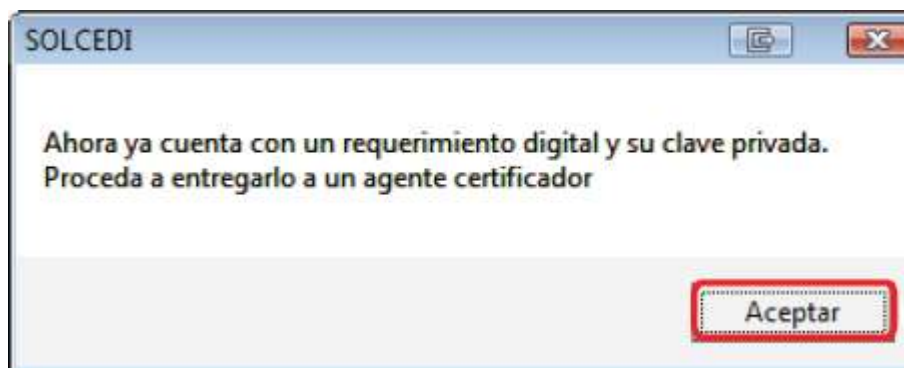 SOLCEDI
Ahora ya cuenta con un requerimiento digital y su clave privada.
Proceda a entregarlo a un agente certificador
Aceptar